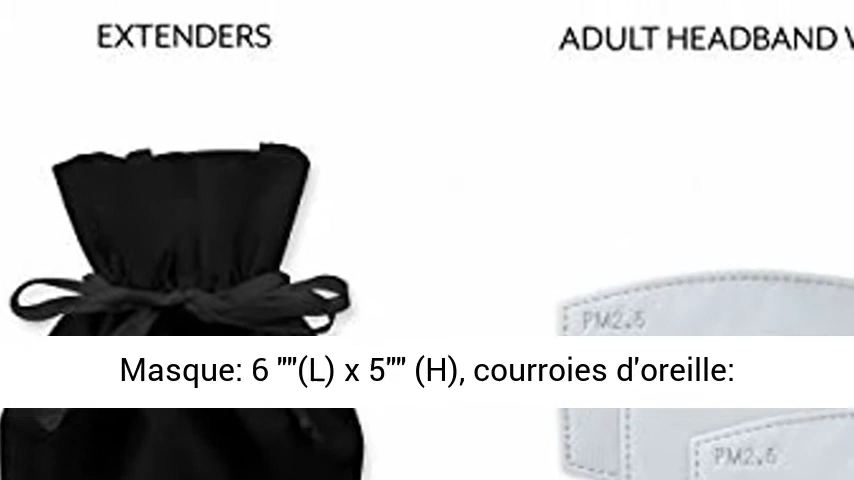 EXTENDERS
ADULT HEADBAND
PM2.5
Masque: 6 ""(L) x 5"" (H), courroies d'oreille:
PM2.5